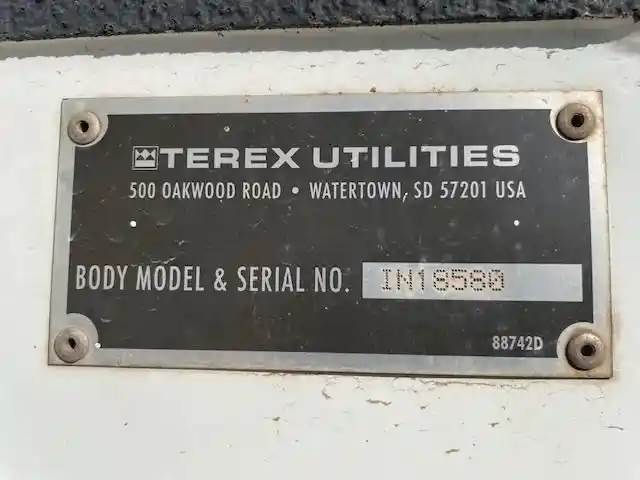 TEREX UTILITIES
500 OAKWOOD ROAD • WATERTOWN, SD 57201 USA
BODY MODEL & SERIAL NO. IN18580
88742D